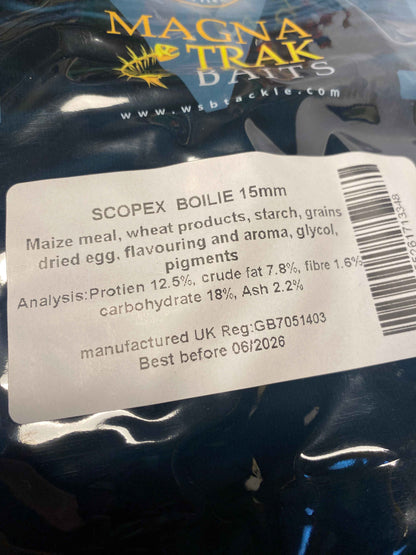 MAGNA
TRAK
BAITS
www.wsbtackle.com
SCOPEX BOILIE 15mm
Maize meal, wheat products, starch, grains
dried egg, flavouring and aroma, glycol,
pigments
Analysis:Protien 12.5%, crude fat 7.8%, fibre 1.6%
carbohydrate 18%, Ash 2.2%
manufactured UK Reg:GB7051403
Best before 06/2026